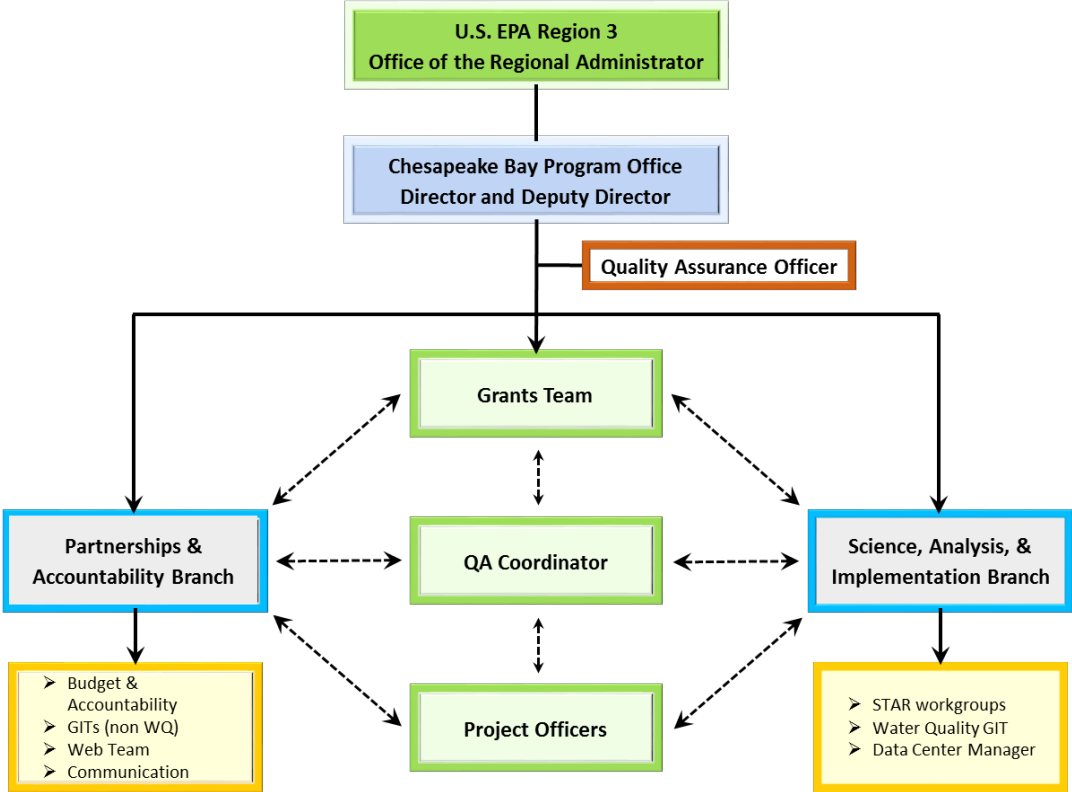 U.S. EPA Region 3
Office of the Regional Administrator
Chesapeake Bay Program Office
Director and Deputy Director
Quality Assurance Officer
Grants Team
Partnerships &
Accountability Branch
QA Coordinator
Science, Analysis, &
Implementation Branch
Budget &
Accountability
GITs (non WQ)
Web Team
Communication
Project Officers
STAR workgroups
Water Quality GIT
Data Center Manager